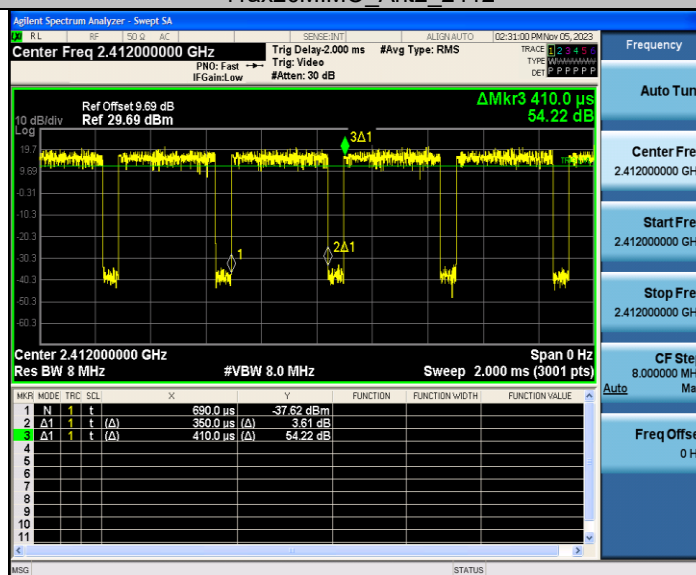 11ax20MIMO_Ant2_2412
Agilent Spectrum Analyzer - Swept SA
RL RF 50 Ω AC SENSE:INT ALIGNAUTO 02:31:00 PM Nov 05, 2023
Center Freq 2.412000000 GHz
PNO: Fast
IFGain:Low
Trig Delay-2.000 ms
Trig: Video
#Atten: 30 dB
#Avg Type: RMS
TRACE 1 2 3 4 5 6
TYPE W
DET P P P P P P
Ref Offset 9.69 dB
10 dB/div Ref 29.69 dBm
Log
ΔMkr3 410.0 µs
54.22 dB
19.7
9.69
-0.31
-10.3
-20.3
-30.3
-40.3
-50.3
-60.3
3Δ1
1
2Δ1
Center 2.412000000 GHz Span 0 Hz
Res BW 8 MHz #VBW 8.0 MHz Sweep 2.000 ms (3001 pts)
MKR MODE TRC SCL X Y FUNCTION FUNCTION WIDTH FUNCTION VALUE
1 N 1 t 690.0 µs -37.62 dBm
2 Δ1 1 t (Δ) 350.0 µs (Δ) 3.61 dB
3 Δ1 1 t (Δ) 410.0 µs (Δ) 54.22 dB
4
5
6
7
8
9
10
11
MSG STATUS
Frequency
Auto Tun
Center Fre
2.412000000 GH
Start Fre
2.412000000 GH
Stop Fre
2.412000000 GH
CF Ste
8.000000 MH
Auto Ma
Freq Offse
0 H